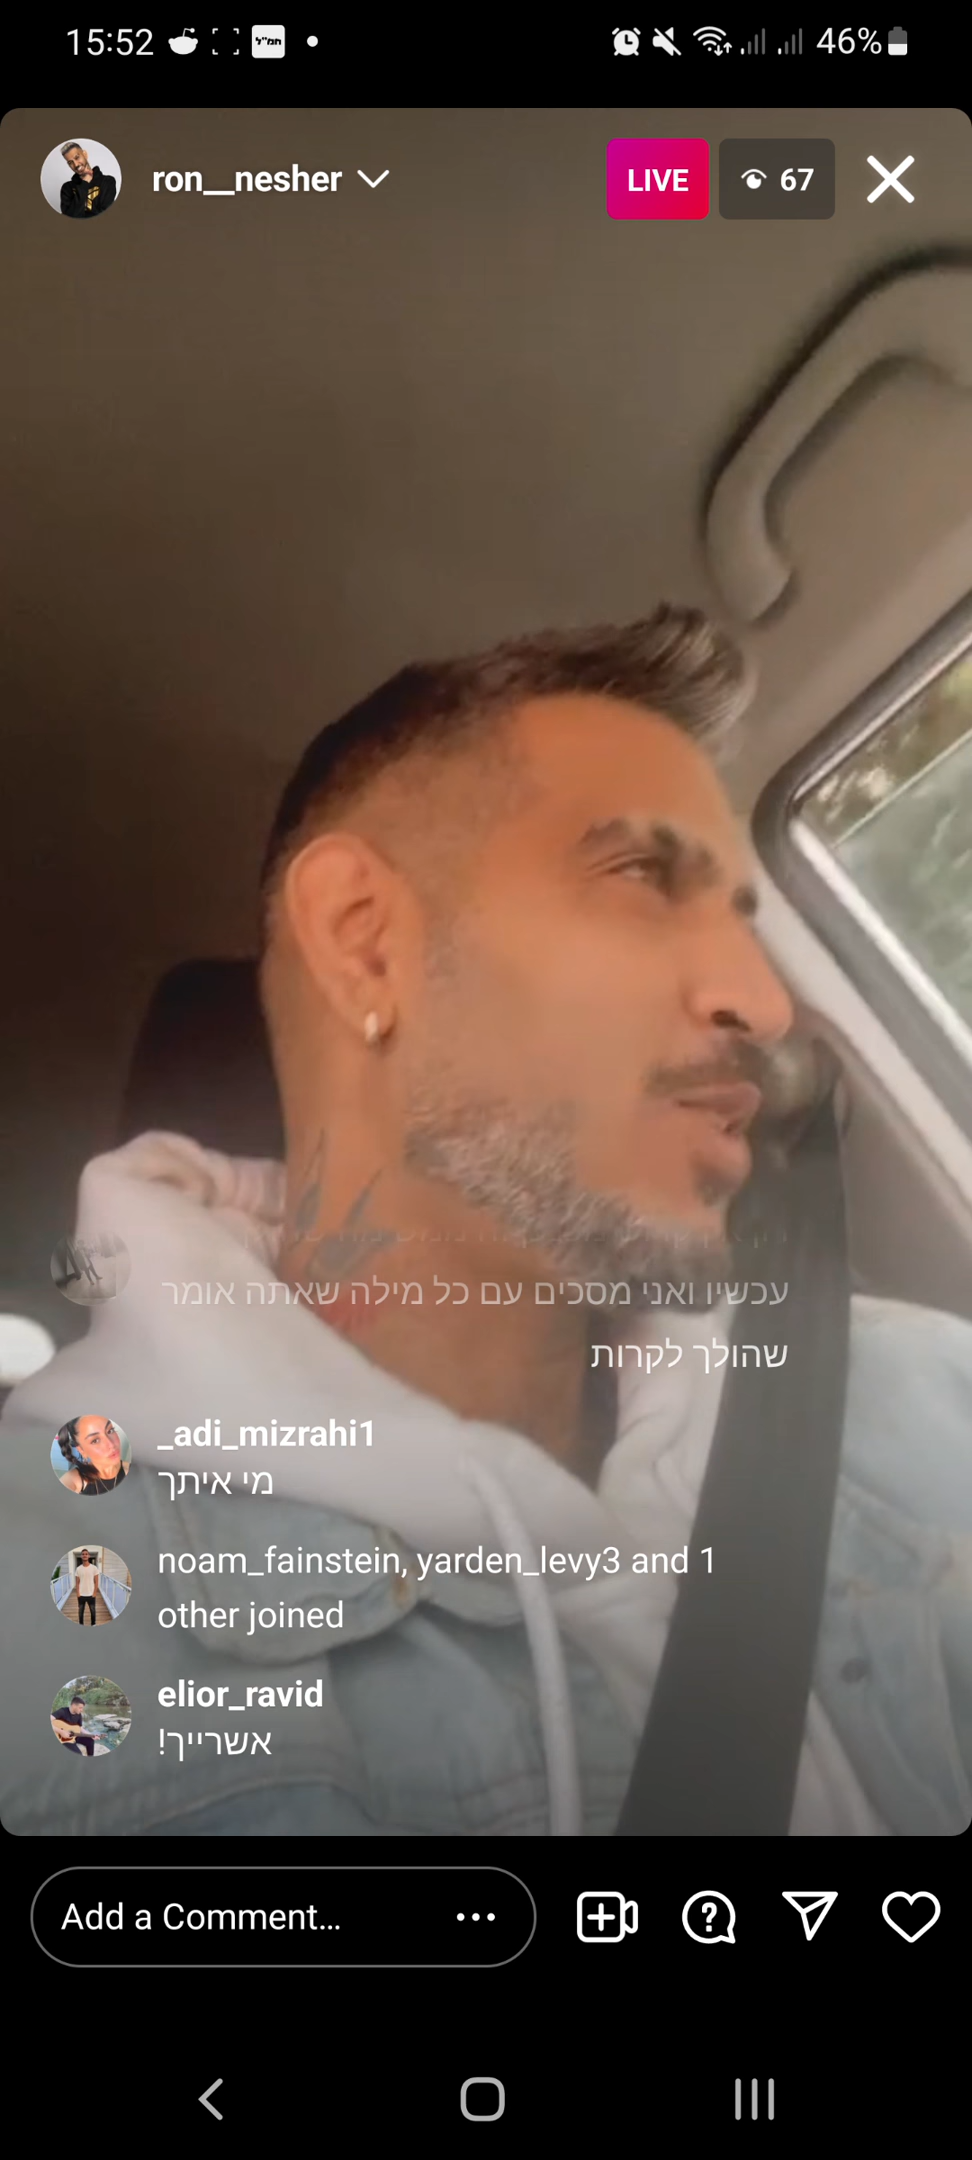 15:52 חמ"ל 46%
ron__nesher LIVE 67
עכשיו ואני מסכים עם כל מילה שאתה אומר
שהולך לקרות
_adi_mizrahi1
מי איתך
noam_fainstein, yarden_levy3 and 1
other joined
elior_ravid
אשרייך!
Add a Comment...